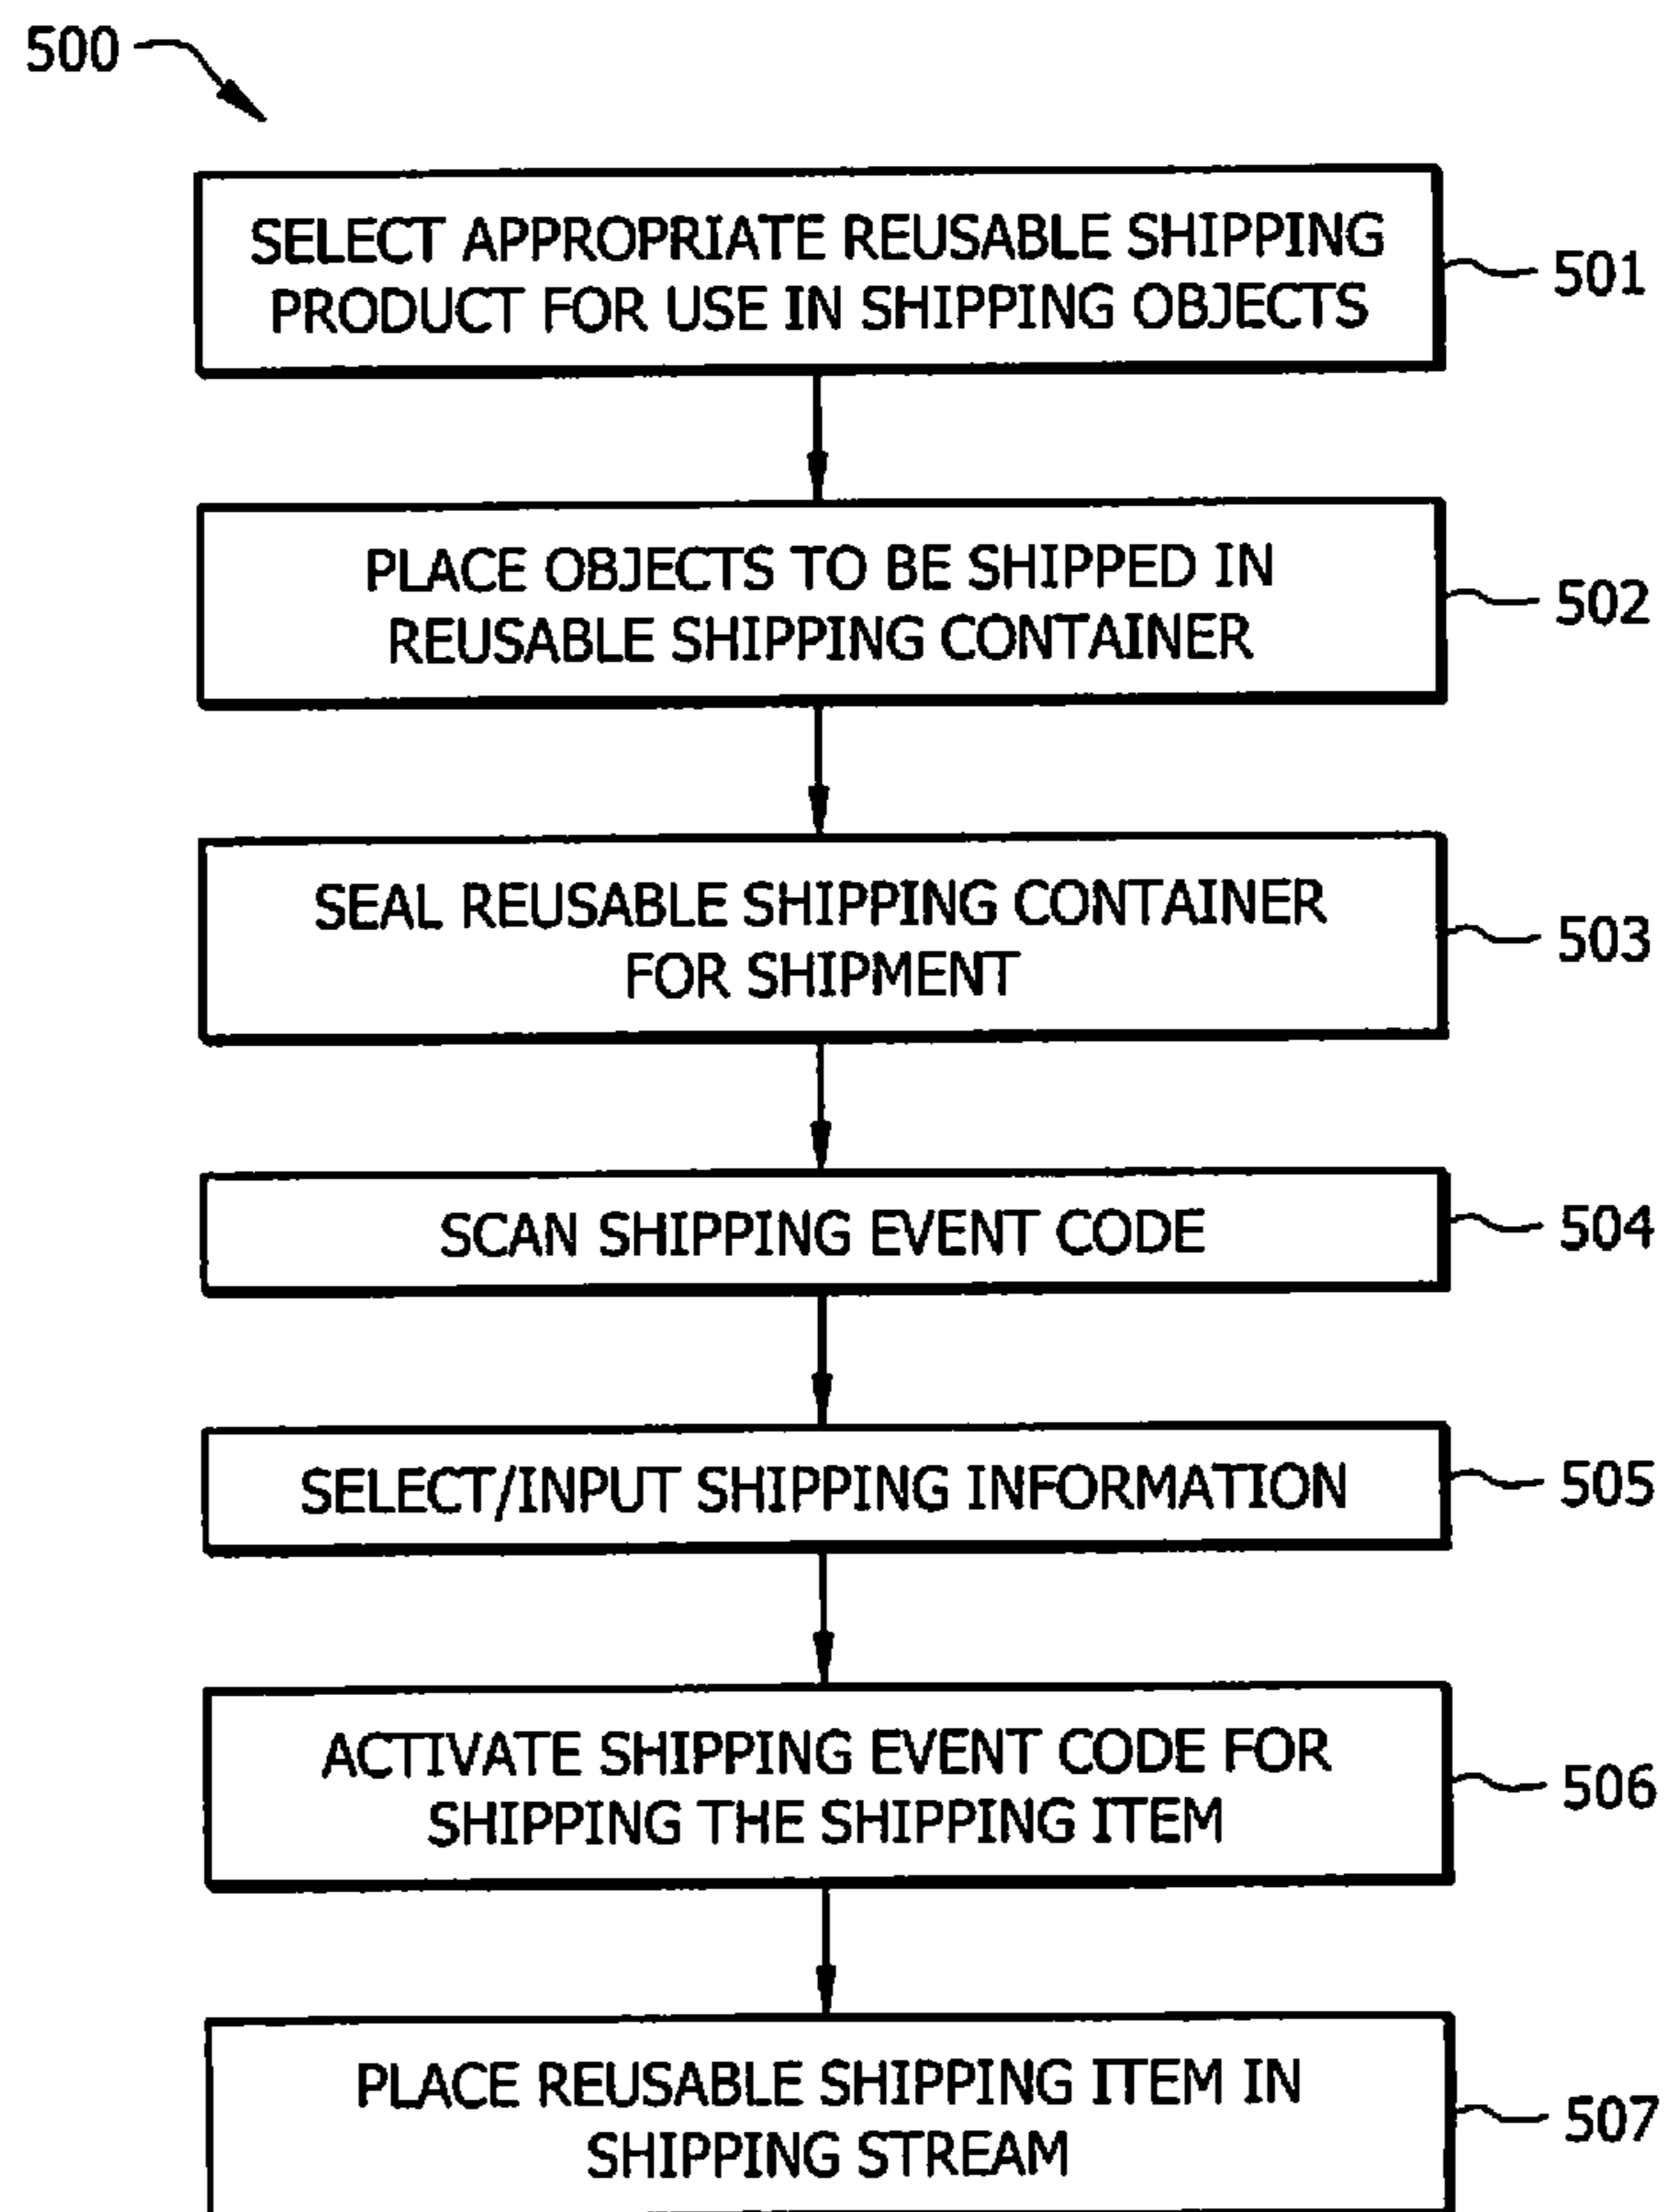 500
SELECT APPROPRIATE REUSABLE SHIPPING
PRODUCT FOR USE IN SHIPPING OBJECTS
501
PLACE OBJECTS TO BE SHIPPED IN
REUSABLE SHIPPING CONTAINER
502
SEAL REUSABLE SHIPPING CONTAINER
FOR SHIPMENT
503
SCAN SHIPPING EVENT CODE
504
SELECT/INPUT SHIPPING INFORMATION
505
ACTIVATE SHIPPING EVENT CODE FOR
SHIPPING THE SHIPPING ITEM
506
PLACE REUSABLE SHIPPING ITEM IN
SHIPPING STREAM
507